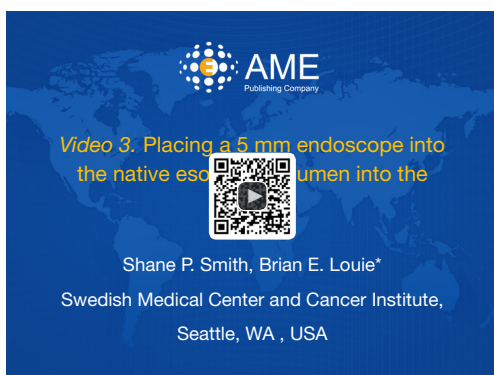 AME
Publishing Company
Video 3. Placing a 5 mm endoscope into
the native umen into the
Shane P. Smith, Brian E. Louie*
Swedish Medical Center and Cancer Institute,
Seattle, WA , USA